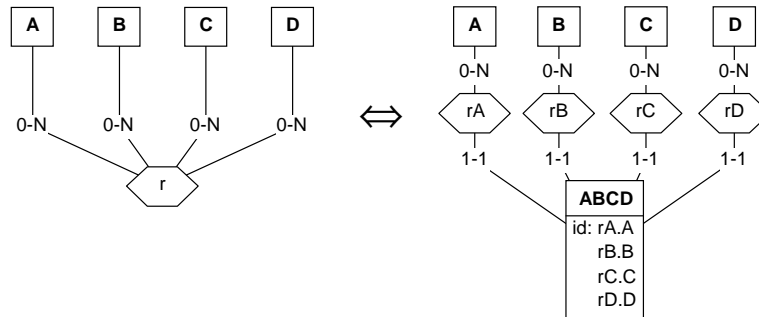 A B C D
0-N 0-N 0-N 0-N
r
⇔
A B C D
0-N 0-N 0-N 0-N
rA rB rC rD
1-1 1-1 1-1 1-1
ABCD
id: rA.A
rB.B
rC.C
rD.D